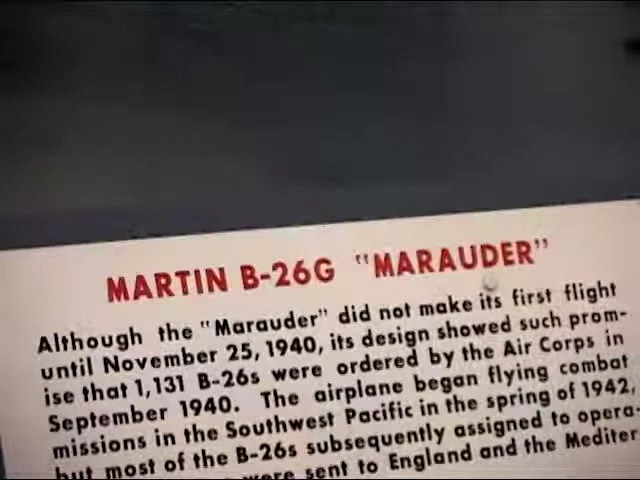 MARTIN B-26G "MARAUDER"
Although the "Marauder" did not make its first flight
until November 25, 1940, its design showed such prom-
ise that 1,131 B-26s were ordered by the Air Corps in
September 1940. The airplane began flying combat
missions in the Southwest Pacific in the spring of 1942,
but most of the B-26s subsequently assigned to opera-
were sent to England and the Mediter